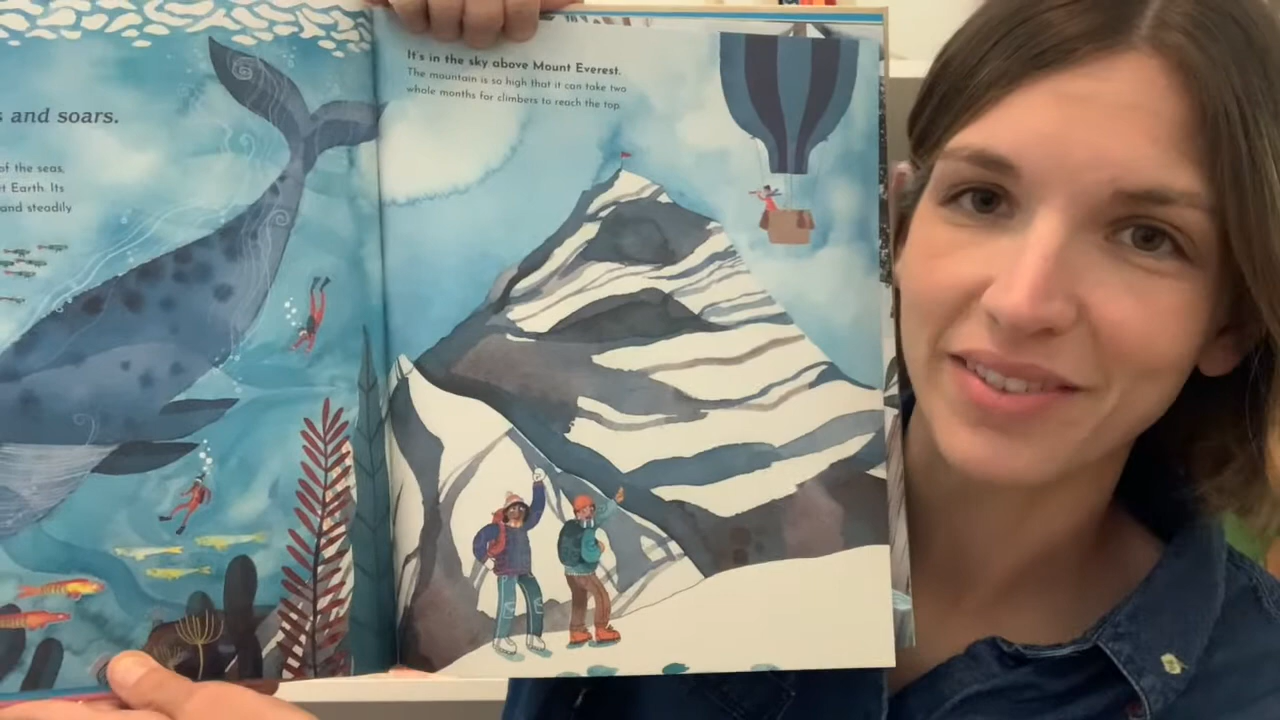 s and soars.
of the seas,
t Earth. Its
and steadily
It's in the sky above Mount Everest.
The mountain is so high that it can take two
whole months for climbers to reach the top.